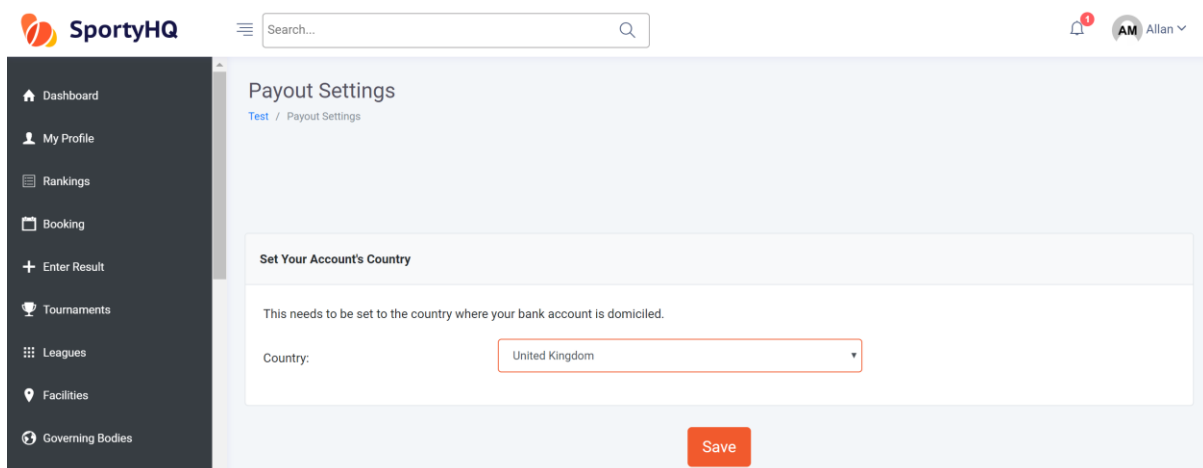 SportyHQ
Search...
1
AM Allan
Dashboard
My Profile
Rankings
Booking
Enter Result
Tournaments
Leagues
Facilities
Governing Bodies
Payout Settings
Test / Payout Settings
Set Your Account's Country
This needs to be set to the country where your bank account is domiciled.
Country: United Kingdom
Save